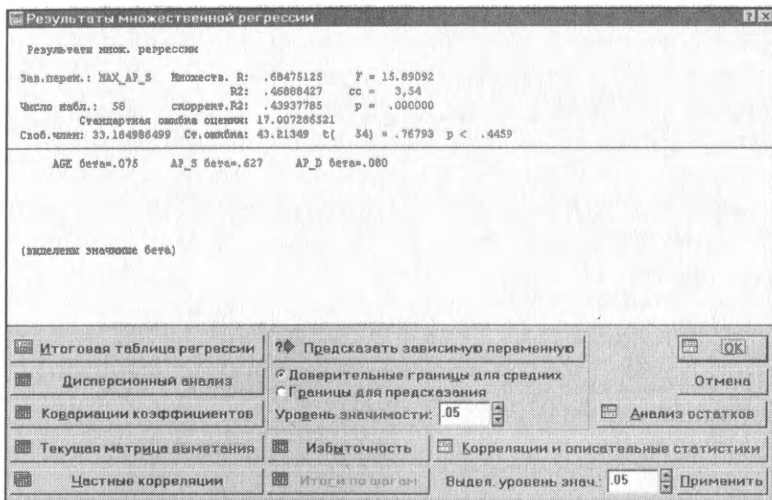 Результаты множественной регрессии
Результаты множ. регрессии
Зав.перем.: MAX_AP_S Множеств. R: .68475125 F = 15.89092
R2: .46888427 сс = 3,54
Число набл.: 58 скоррект.R2: .43937785 p = .000000
Стандартная ошибка оценки: 17.007286521
Своб.член: 33.184986499 Ст.ошибка: 43.21349 t( 54) = .76793 p < .4459
AGE бета=.075 AP_S бета=.627 AP_D бета=.080
(выделены значимые бета)
Итоговая таблица регрессии
Предсказать зависимую переменную
OK
Дисперсионный анализ
Доверительные границы для средних
Границы для предсказания
Отмена
Ковариации коэффициентов
Уровень значимости: .05
Анализ остатков
Текущая матрица выметания
Избыточность
Корреляции и описательные статистики
Частные корреляции
Итоги по шагам
Выдел. уровень знач.: .05
Применить